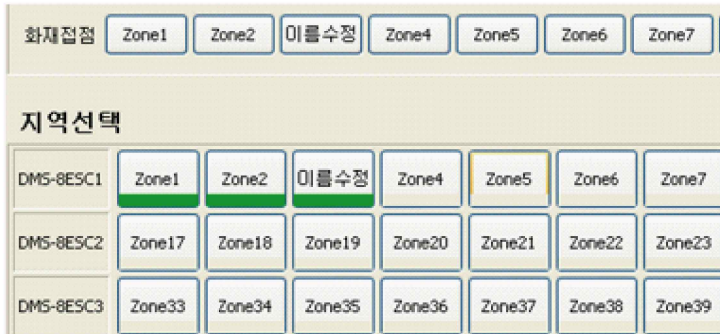 화재접점 Zone1 Zone2 이름수정 Zone4 Zone5 Zone6 Zone7
지역선택
DMS-8ESC1 Zone1 Zone2 이름수정 Zone4 Zone5 Zone6 Zone7
DMS-8ESC2 Zone17 Zone18 Zone19 Zone20 Zone21 Zone22 Zone23
DMS-8ESC3 Zone33 Zone34 Zone35 Zone36 Zone37 Zone38 Zone39